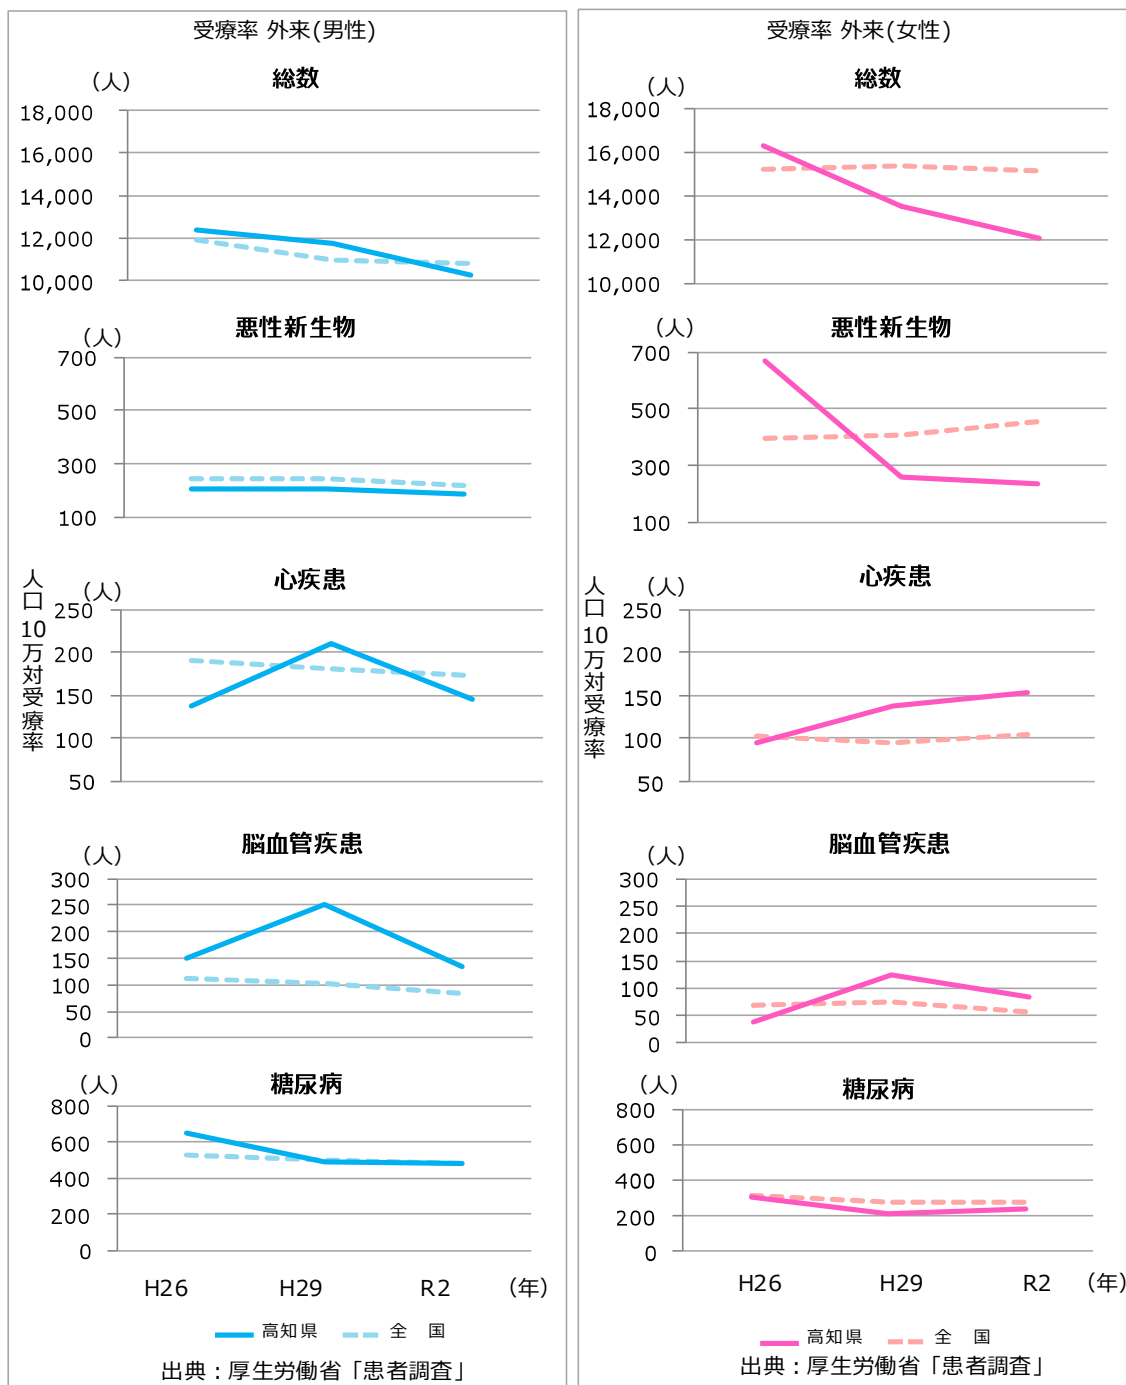 受療率 外来(男性)
(人)
総数
18,000
16,000
14,000
12,000
10,000
(人)
悪性新生物
700
500
300
100
人口10万対受療率
(人)
心疾患
250
200
150
100
50
(人)
脳血管疾患
300
250
200
150
100
50
0
(人)
糖尿病
800
600
400
200
0
H26 H29 R2 (年)
高知県 全 国
出典：厚生労働省「患者調査」
受療率 外来(女性)
(人)
総数
18,000
16,000
14,000
12,000
10,000
(人)
悪性新生物
700
500
300
100
人口10万対受療率
(人)
心疾患
250
200
150
100
50
(人)
脳血管疾患
300
250
200
150
100
50
0
(人)
糖尿病
800
600
400
200
0
H26 H29 R2 (年)
高知県 全 国
出典：厚生労働省「患者調査」